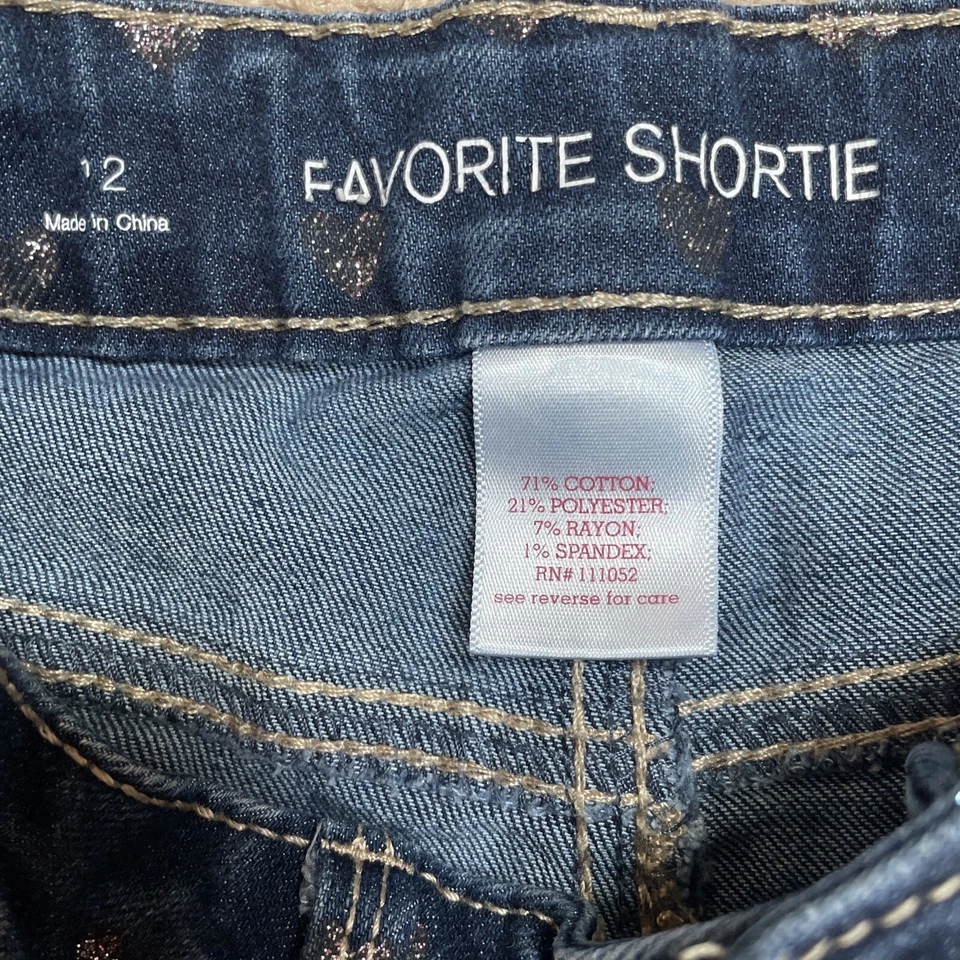 12
Made in China
FAVORITE SHORTIE
71% COTTON;
21% POLYESTER;
7% RAYON;
1% SPANDEX;
RN# 111052
see reverse for care